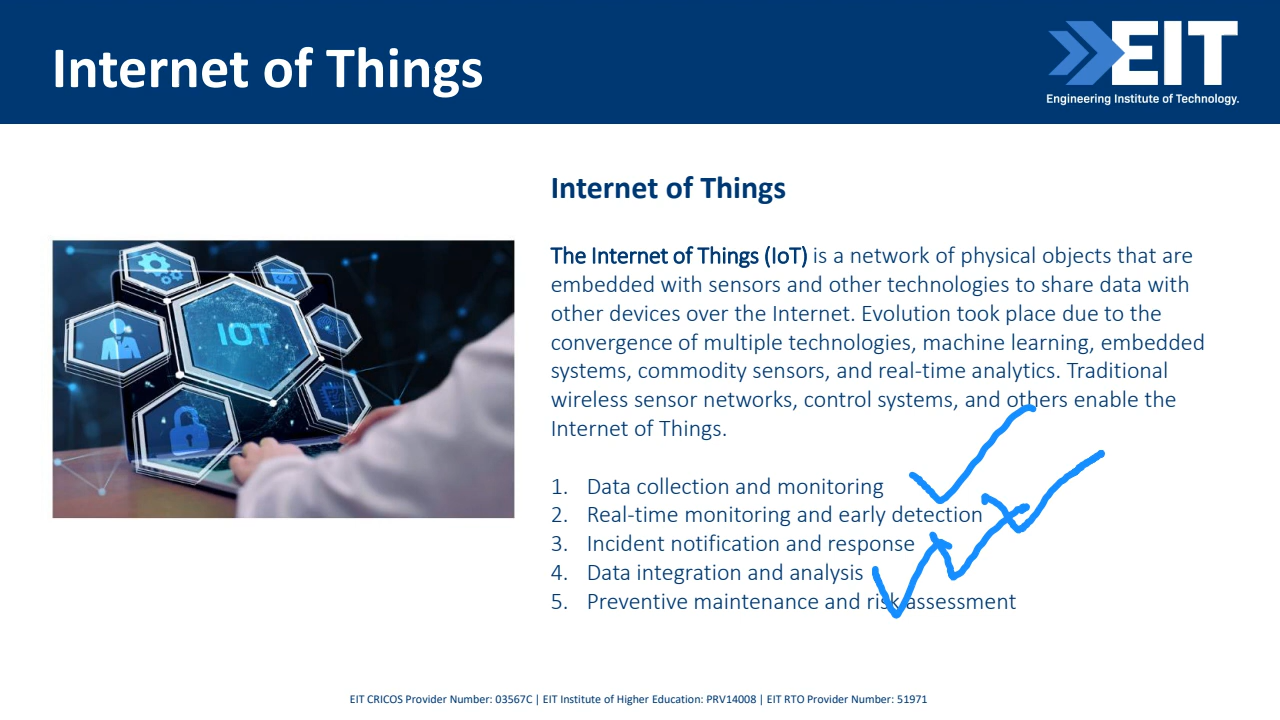 Internet of Things
EIT
Engineering Institute of Technology.
Internet of Things
The Internet of Things (IoT) is a network of physical objects that are
embedded with sensors and other technologies to share data with
other devices over the Internet. Evolution took place due to the
convergence of multiple technologies, machine learning, embedded
systems, commodity sensors, and real-time analytics. Traditional
wireless sensor networks, control systems, and others enable the
Internet of Things.
IOT
1. Data collection and monitoring
2. Real-time monitoring and early detection
3. Incident notification and response
4. Data integration and analysis
5. Preventive maintenance and risk assessment
EIT CRICOS Provider Number: 03567C | EIT Institute of Higher Education: PRV14008 | EIT RTO Provider Number: 51971